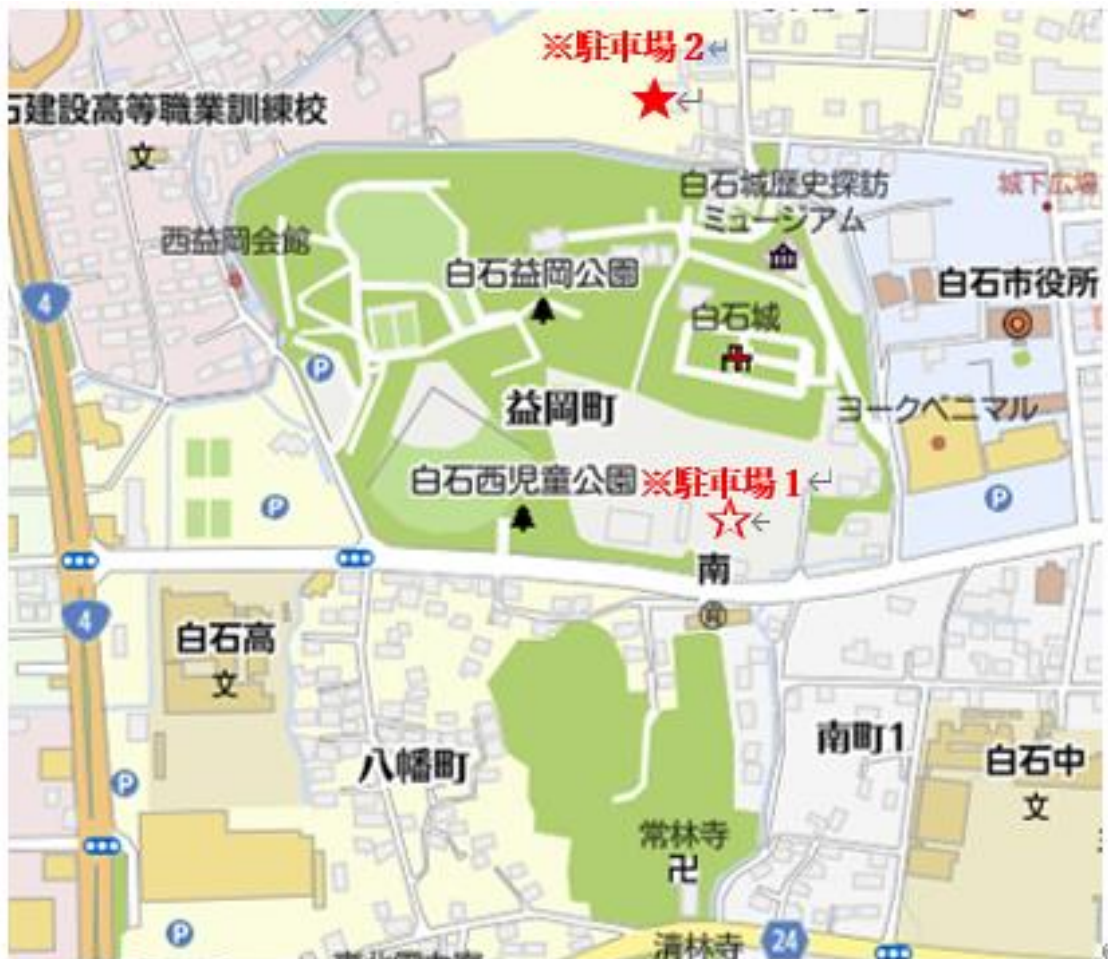 ※駐車場2
石建設高等職業訓練校
文
白石城歴史探訪
ミュージアム
城下広場
西益岡会館
白石益岡公園
白石市役所
4
白石城
P
益岡町
ヨークベニマル
白石西児童公園
※駐車場1
P
P
南
4
白石高
文
南町1
八幡町
白石中
文
P
常林寺
卍
P
清林寺
24